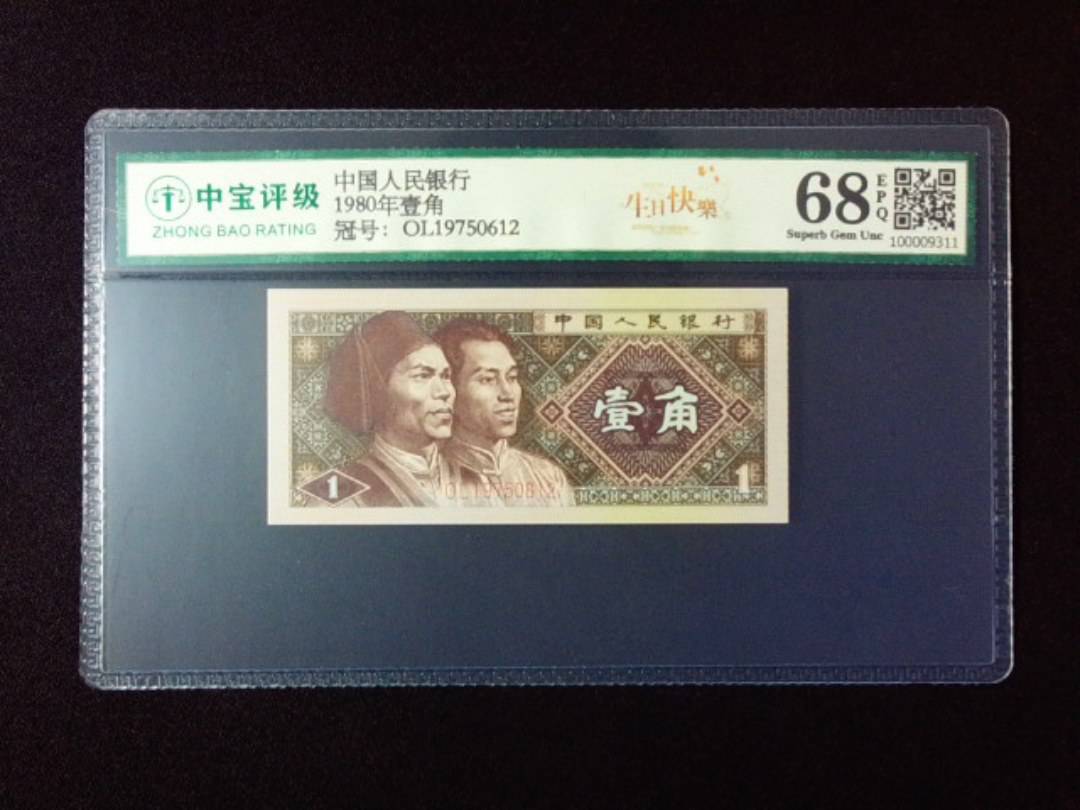 中宝评级
ZHONG BAO RATING
中国人民银行
1980年壹角
冠号：OL19750612
生日快樂
68
EPQ
Superb Gem Unc
100009311
中国人民银行
壹角
1
OL19750612
1